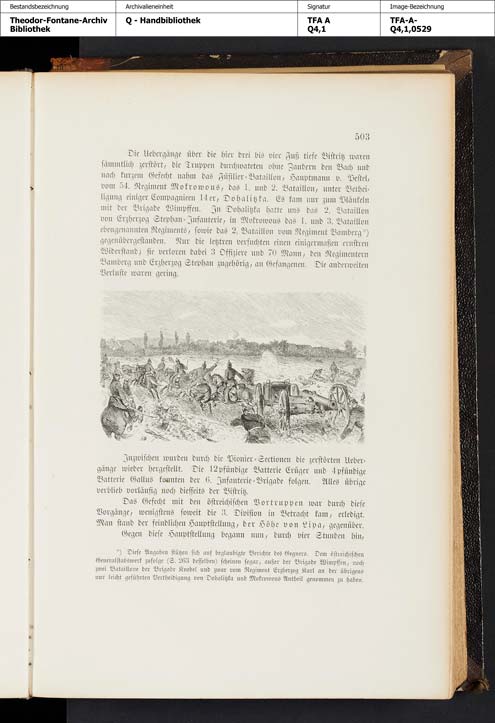 Bestandsbezeichnung
Archivalieneinheit
Signatur
Image-Bezeichnung
Theodor-Fontane-Archiv
Bibliothek
Q - Handbibliothek
TFA A
Q4,1
TFA-A-
Q4,1,0529
503
Die Uebergänge über die hier drei bis vier Fuß tiefe Bistritz waren
sämmtlich zerstört, die Truppen durchwateten ohne Zaudern den Bach und
nach kurzem Gefecht nahm das Füsilier-Bataillon, Hauptmann v. Pestel,
vom 54. Regiment Mokrowous, das 1. und 2. Bataillon, unter Bethei-
ligung einiger Compagnieen 14er, Dohalitzka. Es kam nur zum Plänkeln
mit der Brigade Wimpffen. In Dohalitzka hatte uns das 2. Bataillon
von Erzherzog Stephan-Infanterie, in Mokrowous das 1. und 3. Bataillon
ebengenannten Regiments, sowie das 2. Bataillon vom Regiment Bamberg*)
gegenübergestanden. Nur die letztren versuchten einen einigermaßen ernstren
Widerstand; sie verloren dabei 3 Offiziere und 70 Mann, den Regimentern
Bamberg und Erzherzog Stephan zugehörig, an Gefangenen. Die anderweiten
Verluste waren gering.
Inzwischen wurden durch die Pionier-Sectionen die zerstörten Ueber-
gänge wieder hergestellt. Die 12pfündige Batterie Crüger und 4pfündige
Batterie Gallus konnten der 6. Infanterie-Brigade folgen. Alles übrige
verblieb vorläufig noch diesseits der Bistritz.
Das Gefecht mit den östreichischen Vortruppen war durch diese
Vorgänge, wenigstens soweit die 3. Division in Betracht kam, erledigt.
Man stand der feindlichen Hauptstellung, der Höhe von Lipa, gegenüber.
Gegen diese Hauptstellung begann nun, durch vier Stunden hin,
*) Diese Angaben stützen sich auf beglaubigte Berichte des Gegners. Dem östreichischen
Generalstabswerk zufolge (S. 263 desselben) scheinen sogar, außer der Brigade Wimpffen, noch
zwei Bataillone der Brigade Knebel und zwar vom Regiment Erzherzog Karl an der übrigens
nur leicht geführten Vertheidigung von Dohalitzka und Mokrowous Antheil genommen zu haben.